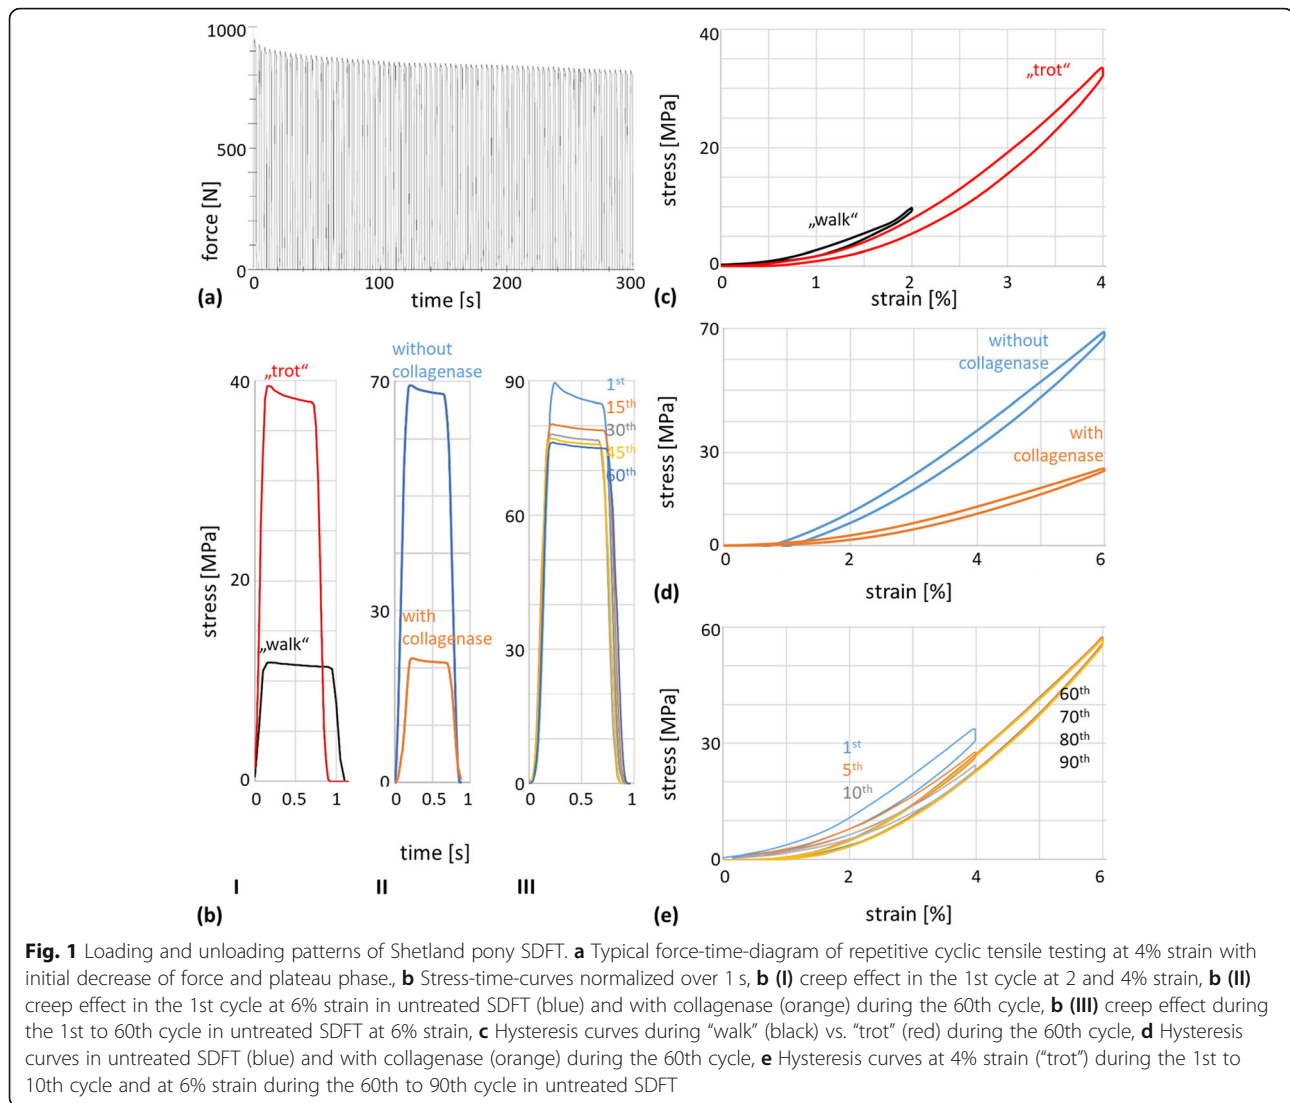 1000
500
0
force [N]
0
100
200
300
time [s]
(a)
40
20
0
stress [MPa]
„trot“
„walk“
0
1
2
3
4
strain [%]
(c)
40
20
0
stress [MPa]
„trot“
„walk“
0
0.5
1
I
(b)
70
30
0
without
collagenase
with
collagenase
0
0.5
1
time [s]
II
90
60
30
0
1st
15th
30th
45th
60th
0
0.5
1
III
70
30
0
stress [MPa]
without
collagenase
with
collagenase
0
2
4
6
strain [%]
(d)
60
30
0
stress [MPa]
1st
5th
10th
60th
70th
80th
90th
0
2
4
6
strain [%]
(e)
Fig. 1 Loading and unloading patterns of Shetland pony SDFT. a Typical force-time-diagram of repetitive cyclic tensile testing at 4% strain with
initial decrease of force and plateau phase., b Stress-time-curves normalized over 1 s, b (I) creep effect in the 1st cycle at 2 and 4% strain, b (II)
creep effect in the 1st cycle at 6% strain in untreated SDFT (blue) and with collagenase (orange) during the 60th cycle, b (III) creep effect during
the 1st to 60th cycle in untreated SDFT at 6% strain, c Hysteresis curves during “walk” (black) vs. “trot” (red) during the 60th cycle, d Hysteresis
curves in untreated SDFT (blue) and with collagenase (orange) during the 60th cycle, e Hysteresis curves at 4% strain (“trot”) during the 1st to
10th cycle and at 6% strain during the 60th to 90th cycle in untreated SDFT